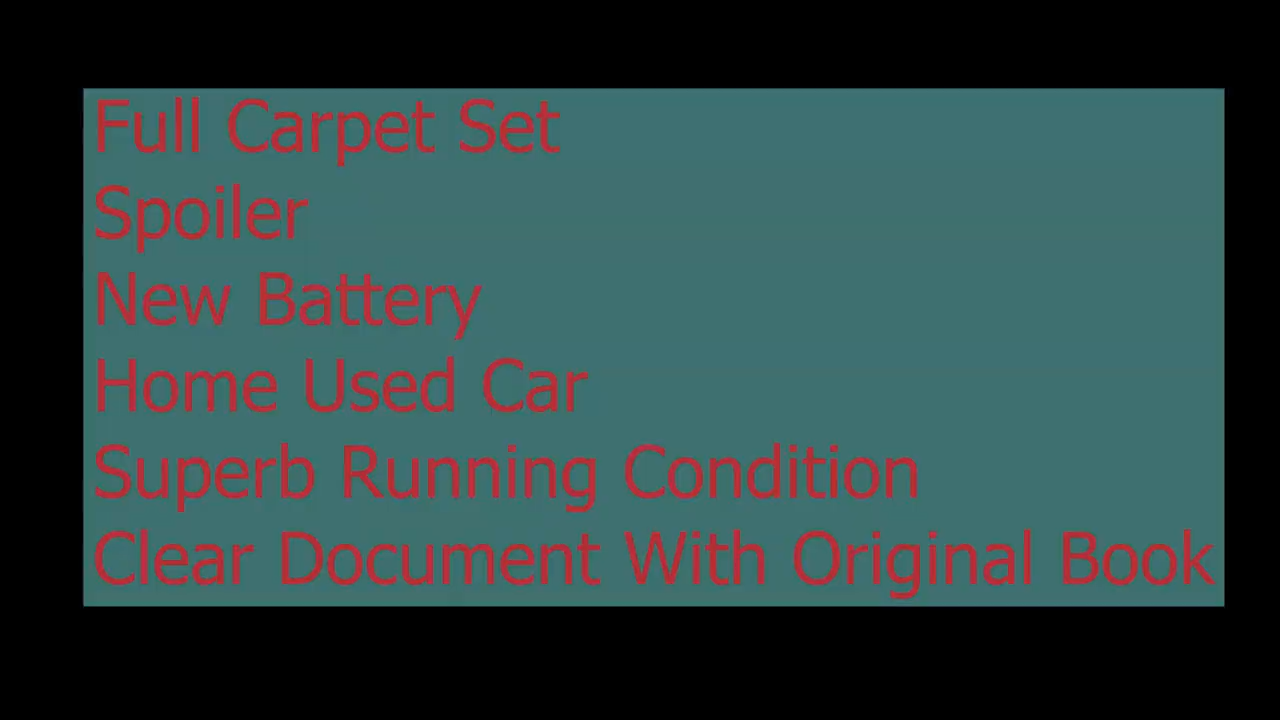 Full Carpet Set
Spoiler
New Battery
Home Used Car
Superb Running Condition
Clear Document With Original Book